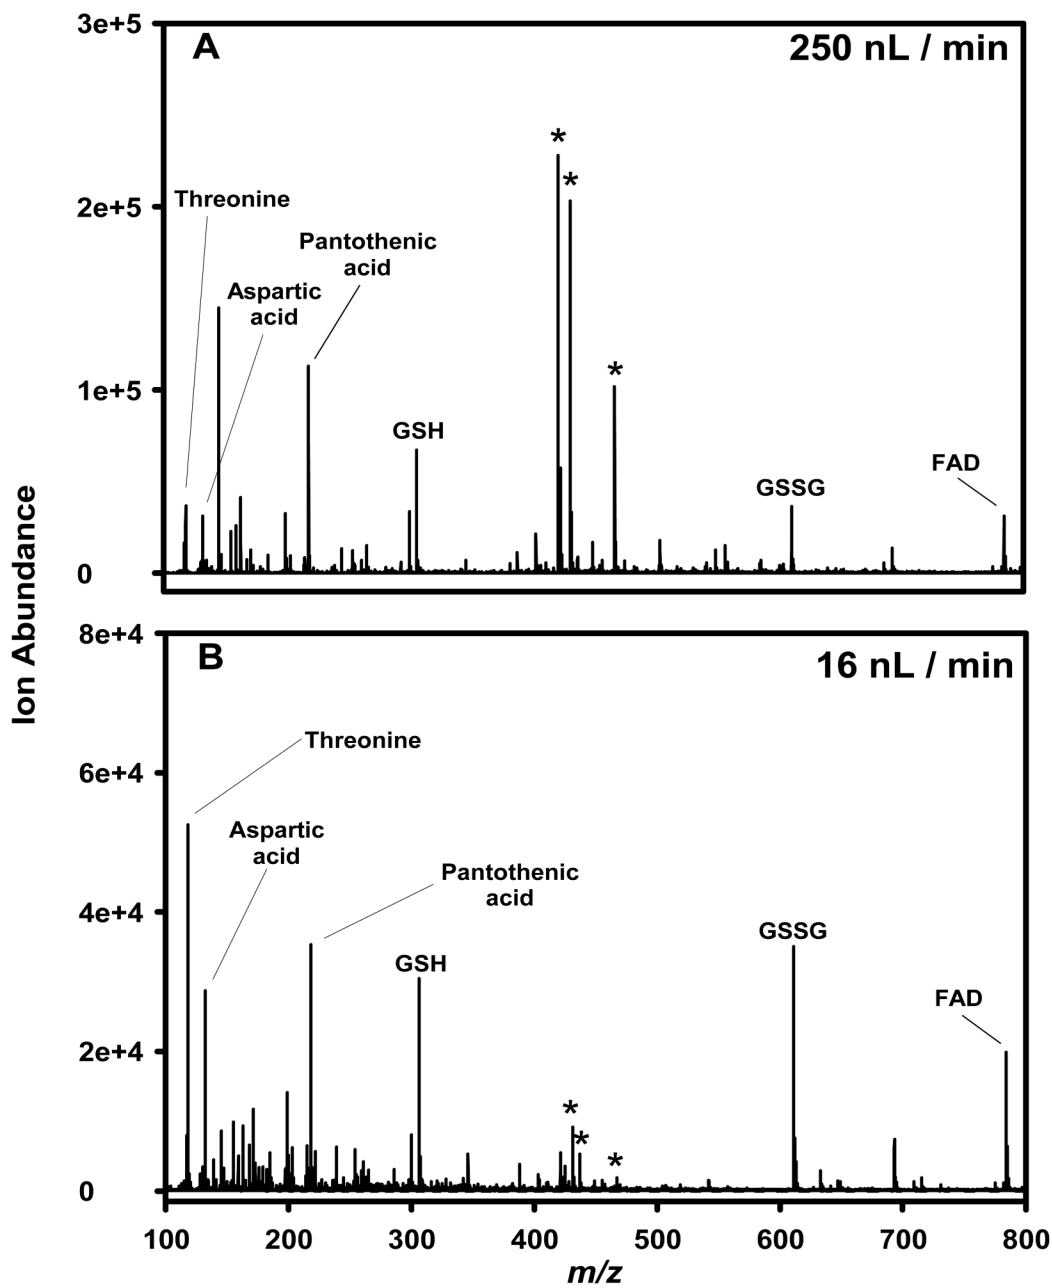 A
250 nL / min
3e+5
2e+5
1e+5
0
Threonine
Aspartic
acid
Pantothenic
acid
GSH
*
*
*
GSSG
FAD
Ion Abundance
B
16 nL / min
8e+4
6e+4
4e+4
2e+4
0
Threonine
Aspartic
acid
Pantothenic
acid
GSH
*
*
*
GSSG
FAD
100 200 300 400 500 600 700 800
m/z